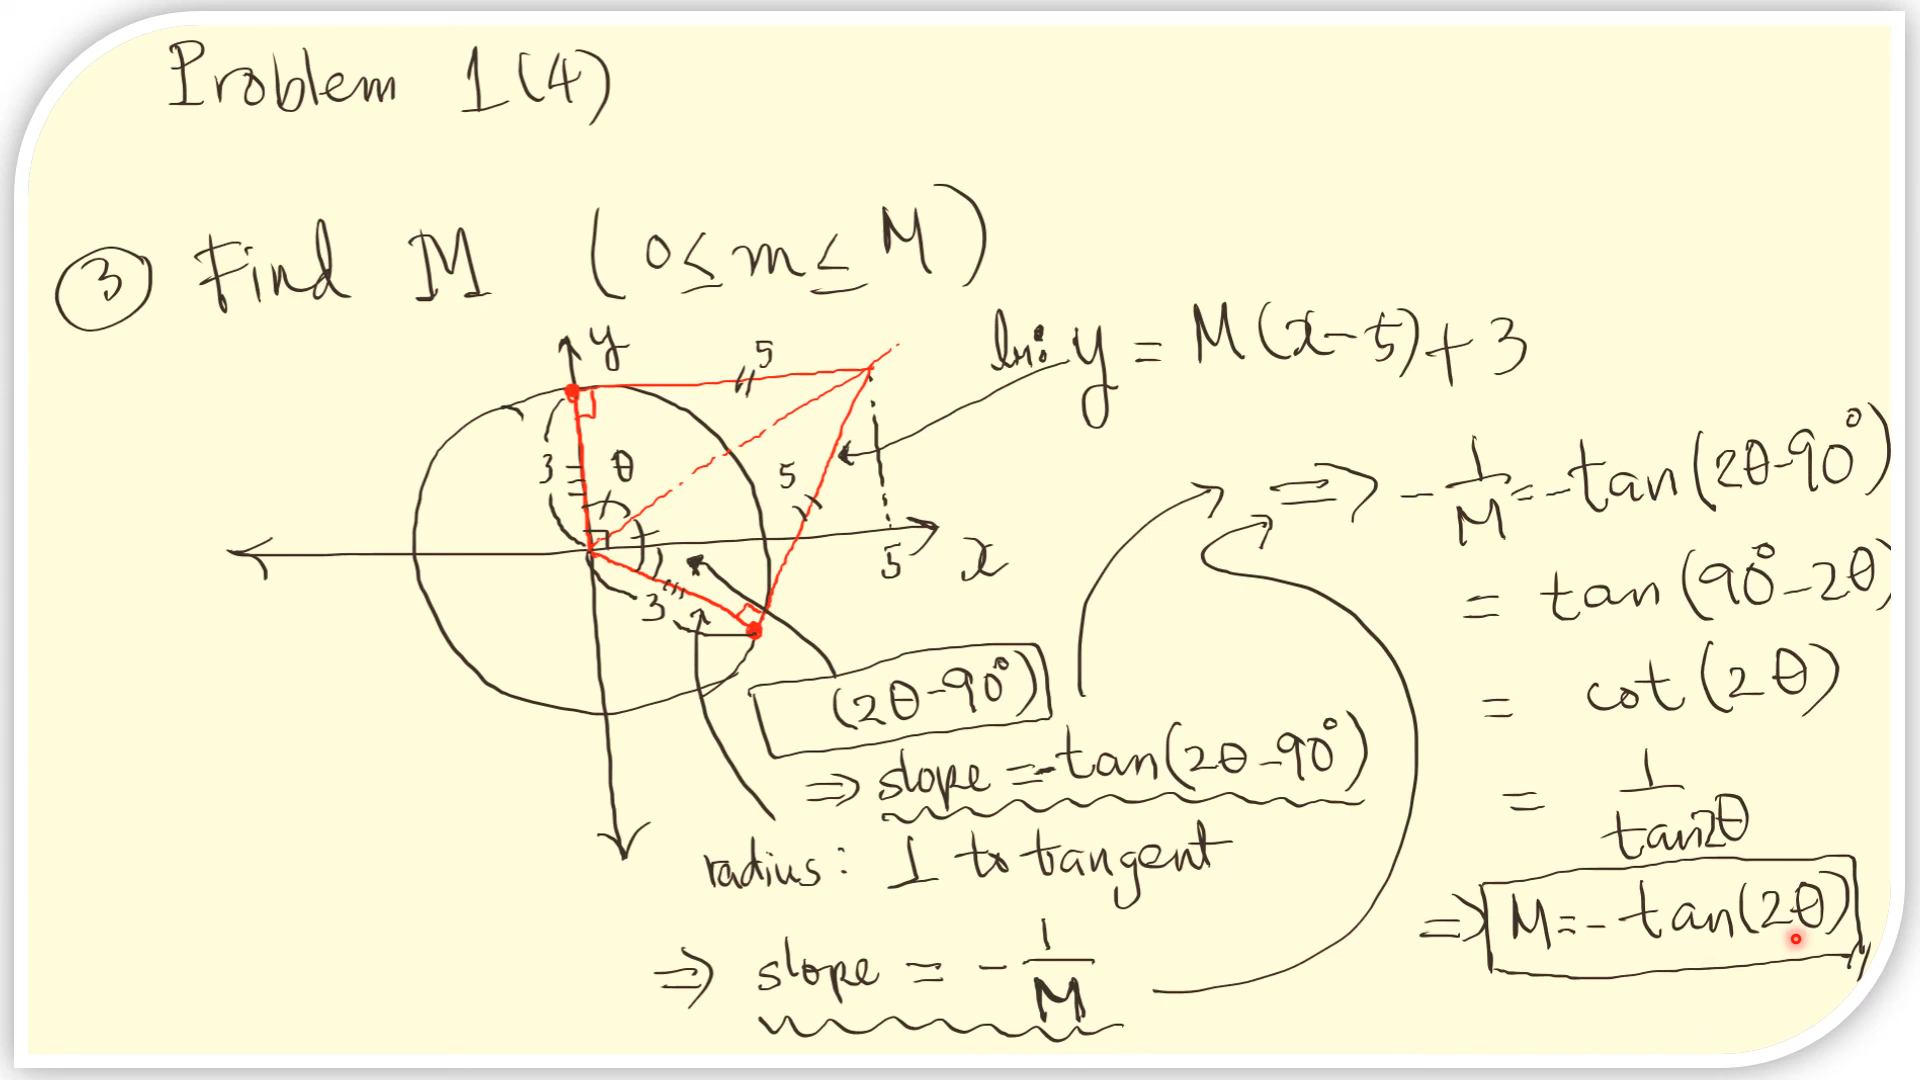 Problem 1(4)
③ Find M (0≤m≤M)
y
5
line: y = M(x-5)+3
3
θ
5
5
x
3
⇒ -1/M = -tan(2θ-90°)
= tan(90°-2θ)
= cot(2θ)
= 1/tan2θ
⇒ M=-tan(2θ)
(2θ-90°)
⇒ slope = -tan(2θ-90°)
radius: ⊥ to tangent
⇒ slope = -1/M